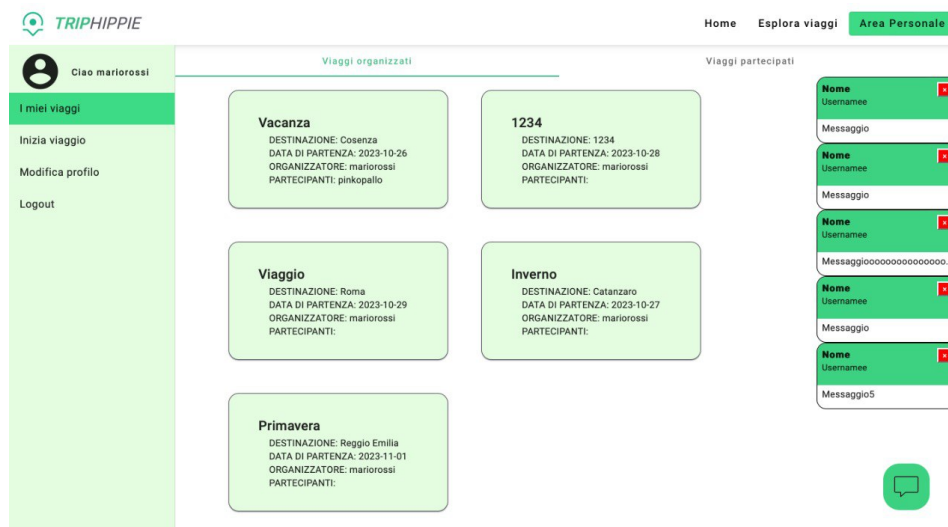 TRIPHIPPIE
Home Esplora viaggi Area Personale
Ciao mariorossi
I miei viaggi
Inizia viaggio
Modifica profilo
Logout
Viaggi organizzati Viaggi partecipati
Vacanza
DESTINAZIONE: Cosenza
DATA DI PARTENZA: 2023-10-26
ORGANIZZATORE: mariorossi
PARTECIPANTI: pinkopallo
1234
DESTINAZIONE: 1234
DATA DI PARTENZA: 2023-10-28
ORGANIZZATORE: mariorossi
PARTECIPANTI:
Viaggio
DESTINAZIONE: Roma
DATA DI PARTENZA: 2023-10-29
ORGANIZZATORE: mariorossi
PARTECIPANTI:
Inverno
DESTINAZIONE: Catanzaro
DATA DI PARTENZA: 2023-10-27
ORGANIZZATORE: mariorossi
PARTECIPANTI:
Primavera
DESTINAZIONE: Reggio Emilia
DATA DI PARTENZA: 2023-11-01
ORGANIZZATORE: mariorossi
PARTECIPANTI:
Nome x
Usernamee
Messaggio
Nome x
Usernamee
Messaggio
Nome x
Usernamee
Messaggiooooooooooooooo.
Nome x
Usernamee
Messaggio
Nome x
Usernamee
Messaggio5